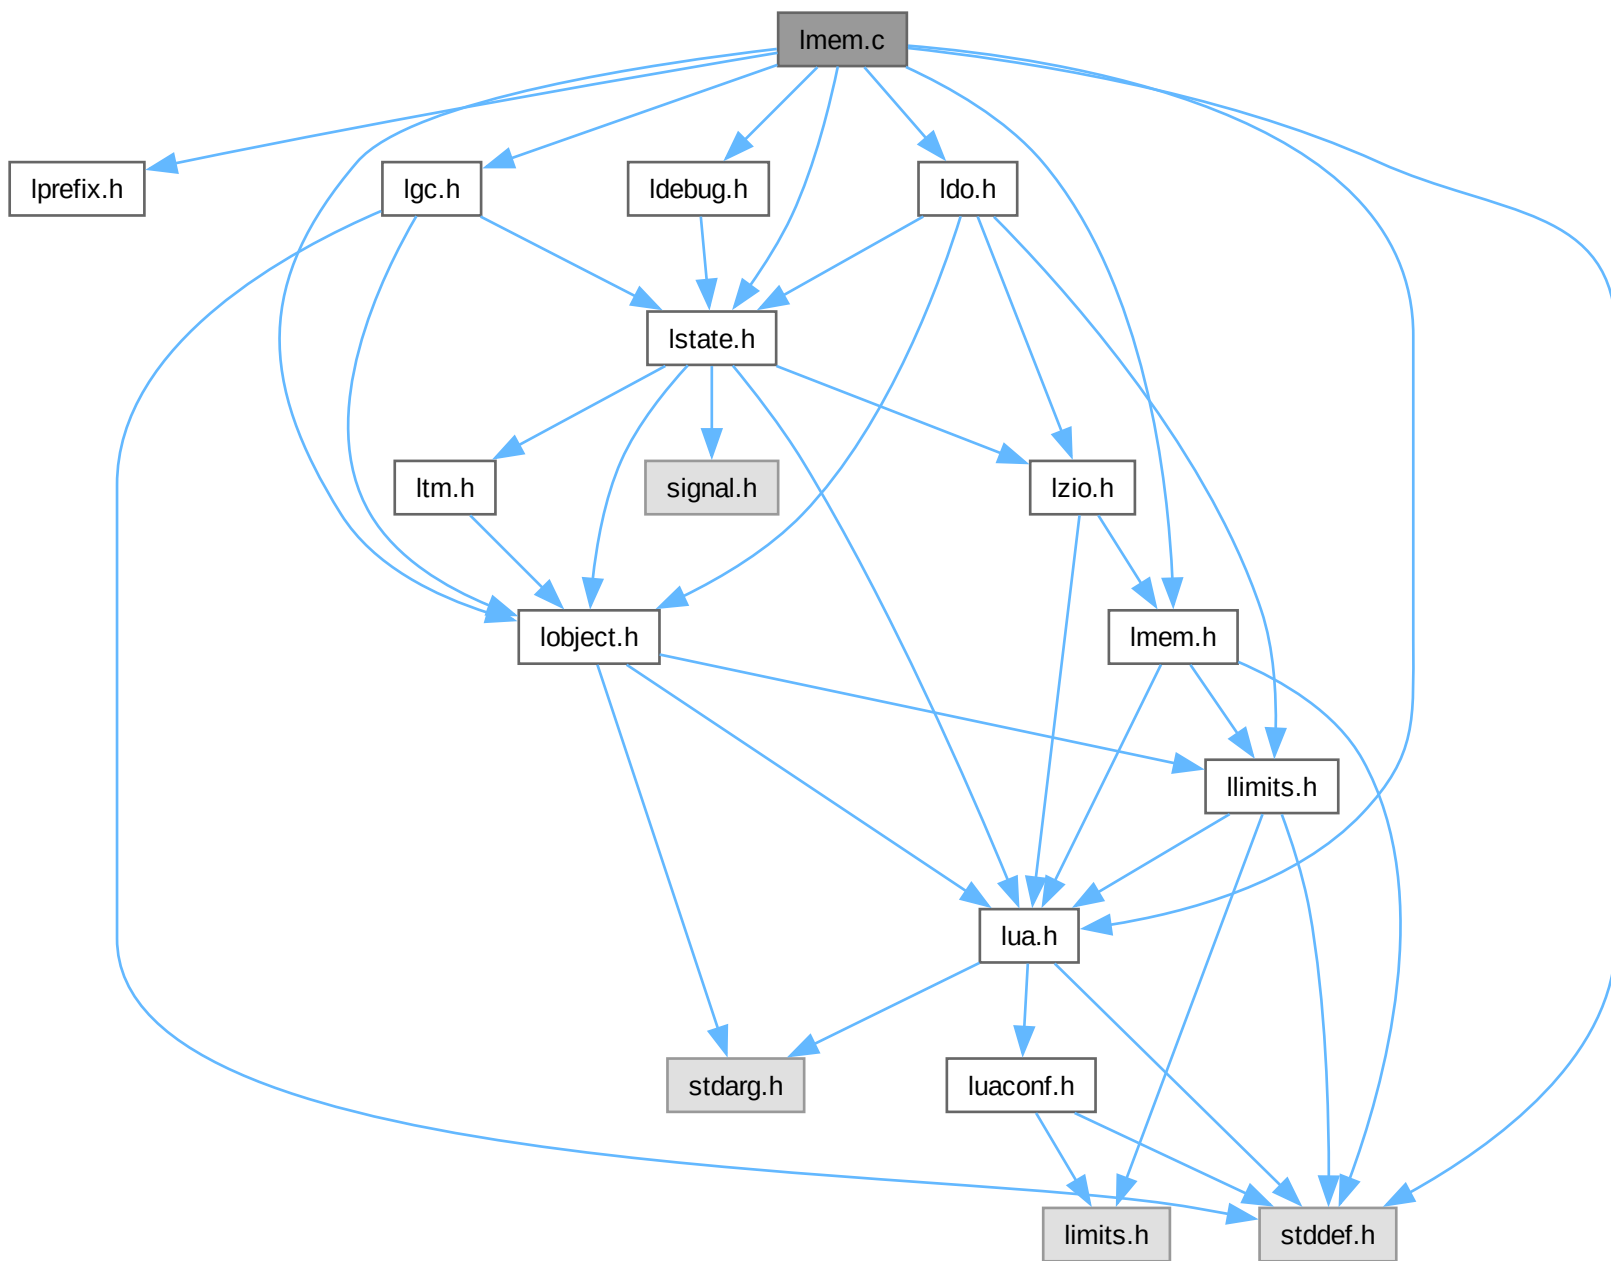 lmem.c
lprefix.h
lgc.h
ldebug.h
ldo.h
lstate.h
ltm.h
signal.h
lzio.h
lobject.h
lmem.h
llimits.h
lua.h
stdarg.h
luaconf.h
limits.h
stddef.h